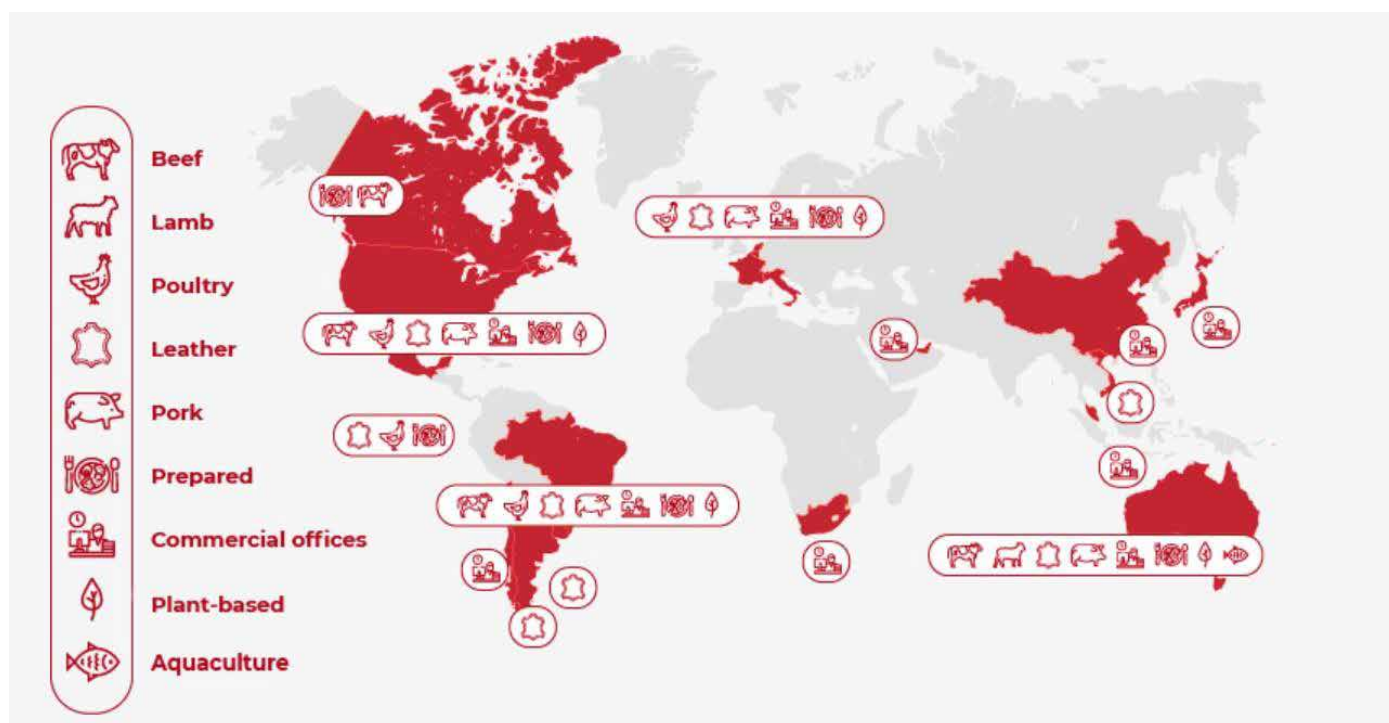 Beef
Lamb
Poultry
Leather
Pork
Prepared
Commercial offices
Plant-based
Aquaculture